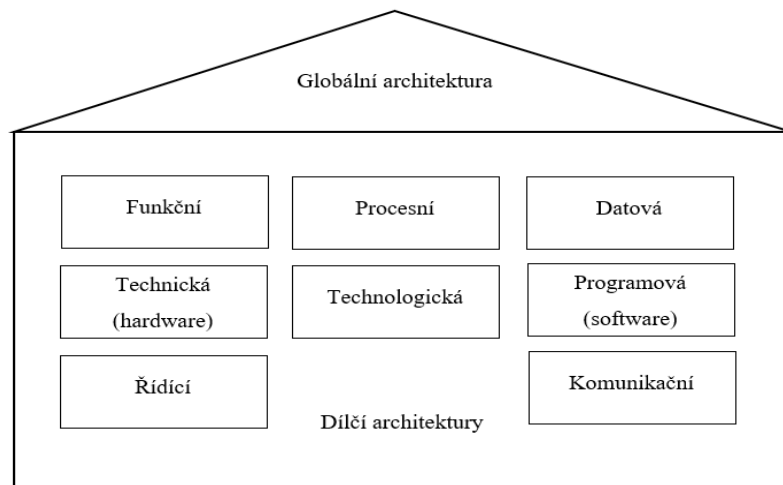 Globální architektura
Funkční
Procesní
Datová
Technická
(hardware)
Technologická
Programová
(software)
Řídící
Komunikační
Dílčí architektury